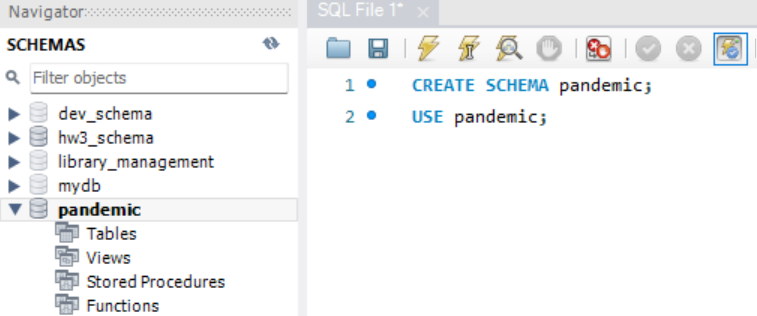 Navigator
SCHEMAS
Filter objects
dev_schema
hw3_schema
library_management
mydb
pandemic
Tables
Views
Stored Procedures
Functions
SQL File 1*
1 CREATE SCHEMA pandemic;
2 USE pandemic;